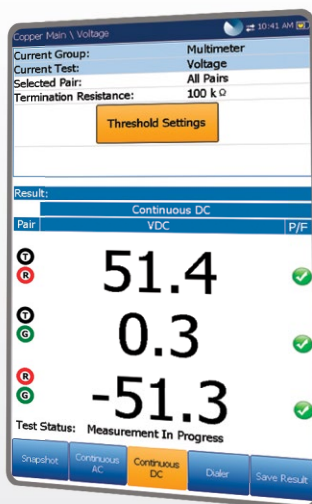 Copper Main \ Voltage 10:41 AM
Current Group: Multimeter
Current Test: Voltage
Selected Pair: All Pairs
Termination Resistance: 100 k Ω
Threshold Settings
Result:
Continuous DC
Pair VDC P/F
T
R
51.4
T
G
0.3
R
G
-51.3
Test Status: Measurement In Progress
Snapshot
Continuous
AC
Continuous
DC
Dialer
Save Result